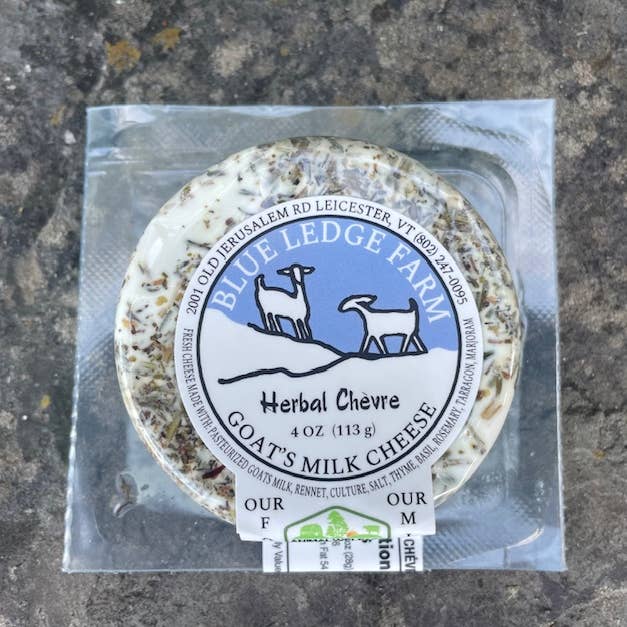 2001 OLD JERUSALEM RD LEICESTER, VT (802) 247-0095
BLUE LEDGE FARM
Herbal Chèvre
4 OZ (113 g)
GOAT'S MILK CHEESE
FRESH CHEESE MADE WITH: PASTEURIZED GOATS MILK, RENNET, CULTURE, SALT, THYME, BASIL, ROSEMARY, TARRAGON, MARJORAM
OUR
F
OUR
M